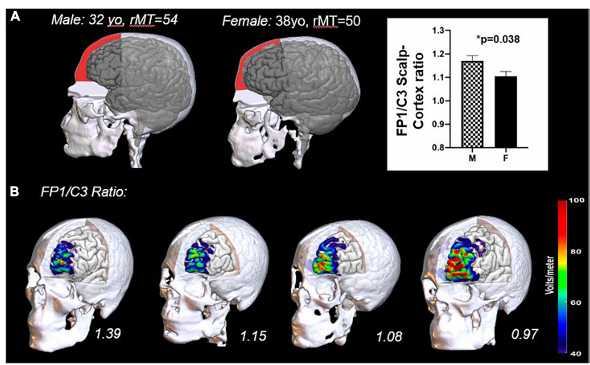 A
Male: 32 yo, rMT=54
Female: 38yo, rMT=50
*p=0.038
FP1/C3 Scalp-
Cortex ratio
1.3
1.2
1.1
1.0
0.9
0.8
M
F
B
FP1/C3 Ratio:
1.39
1.15
1.08
0.97
100
80
60
40
Volts/meter